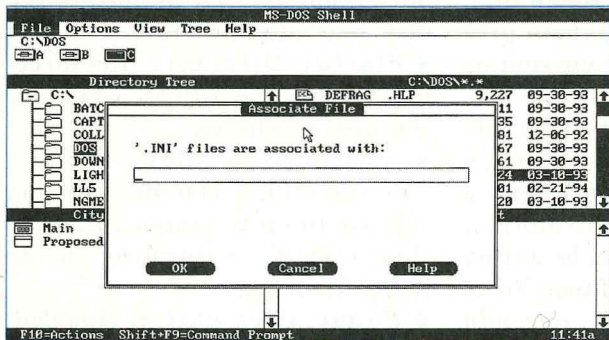 MS-DOS Shell
File Options View Tree Help
C:\DOS
A B C
Directory Tree
C:\DOS\*.*
C:\
DEFRAG .HLP 9,227 09-30-93
BATC
11 09-30-93
Associate File
CAPT
35 09-30-93
COLL
81 12-06-92
'.INI' files are associated with:
DOS
67 09-30-93
DOWN
61 09-30-93
LIGH
24 03-10-93
LL5
01 02-21-94
NGME
20 03-10-93
City
t
Main
Proposed
OK Cancel Help
F10=Actions Shift+F9=Command Prompt 11:41a